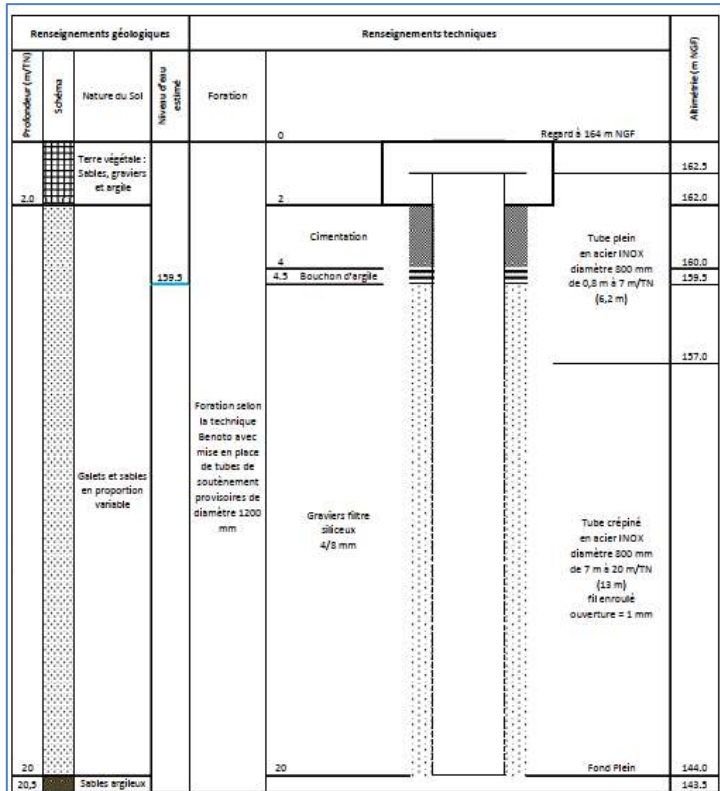 Renseignements géologiques
Renseignements techniques
Profondeur (m/TN)
Schéma
Nature du Sol
Niveau d'eau
estimé
Foration
Altimétrie (m NGF)
0
Regard à 164 m NGF
Terre végétale :
Sables, graviers
et argile
162.5
2.0
2
162.0
Cimentation
Tube plein
en acier INOX
diamètre 800 mm
de 0,8 m à 7 m/TN
(6,2 m)
4
160.0
159.5
4.5
Bouchon d'argile
159.5
157.0
Foration selon
la technique
Benoto avec
mise en place
de tubes de
soutènement
provisoires de
diamètre 1200
mm
Galets et sables
en proportion
variable
Graviers filtre
siliceux
4/8 mm
Tube crépiné
en acier INOX
diamètre 800 mm
de 7 m à 20 m/TN
(13 m)
fil enroulé
ouverture = 1 mm
20
20
Fond Plein
144.0
20,5
Sables argileux
143.5